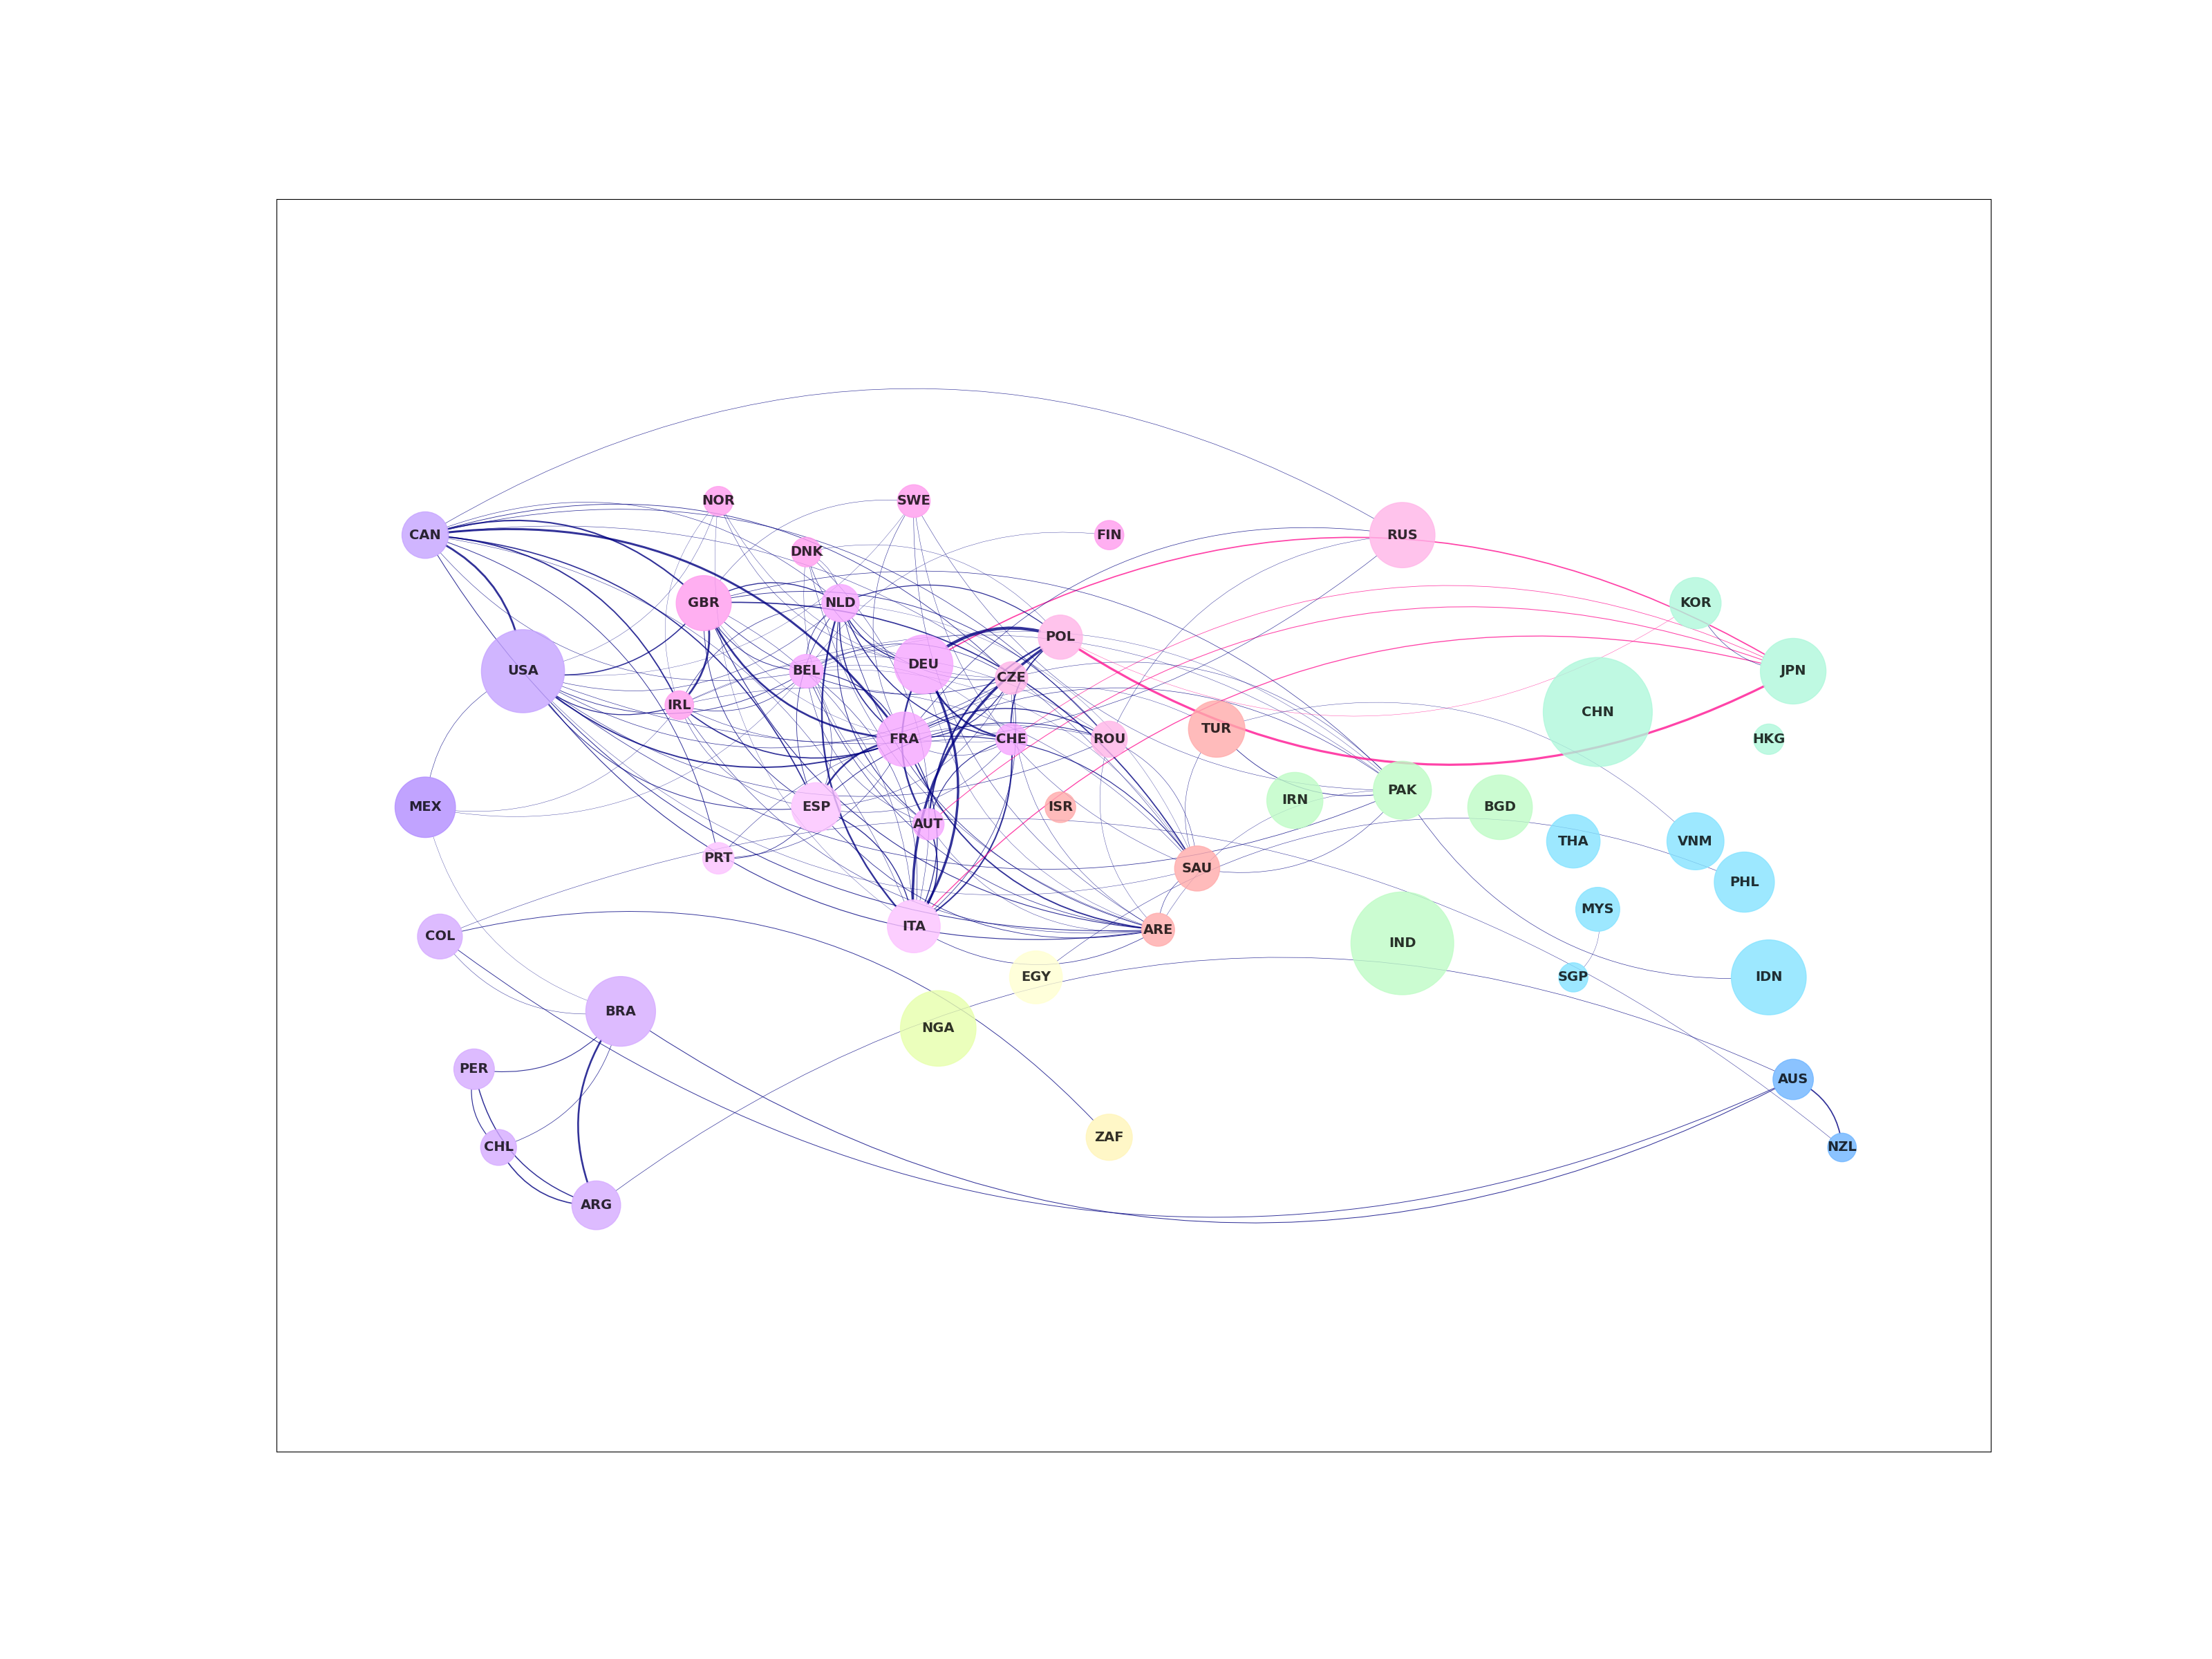 NOR
SWE
CAN
FIN
RUS
DNK
GBR
NLD
KOR
POL
DEU
USA
BEL
CZE
JPN
IRL
CHN
TUR
FRA
CHE
ROU
HKG
PAK
IRN
MEX
ESP
ISR
BGD
AUT
THA
VNM
PRT
SAU
PHL
MYS
ITA
ARE
COL
IND
EGY
SGP
IDN
BRA
NGA
PER
AUS
ZAF
CHL
NZL
ARG